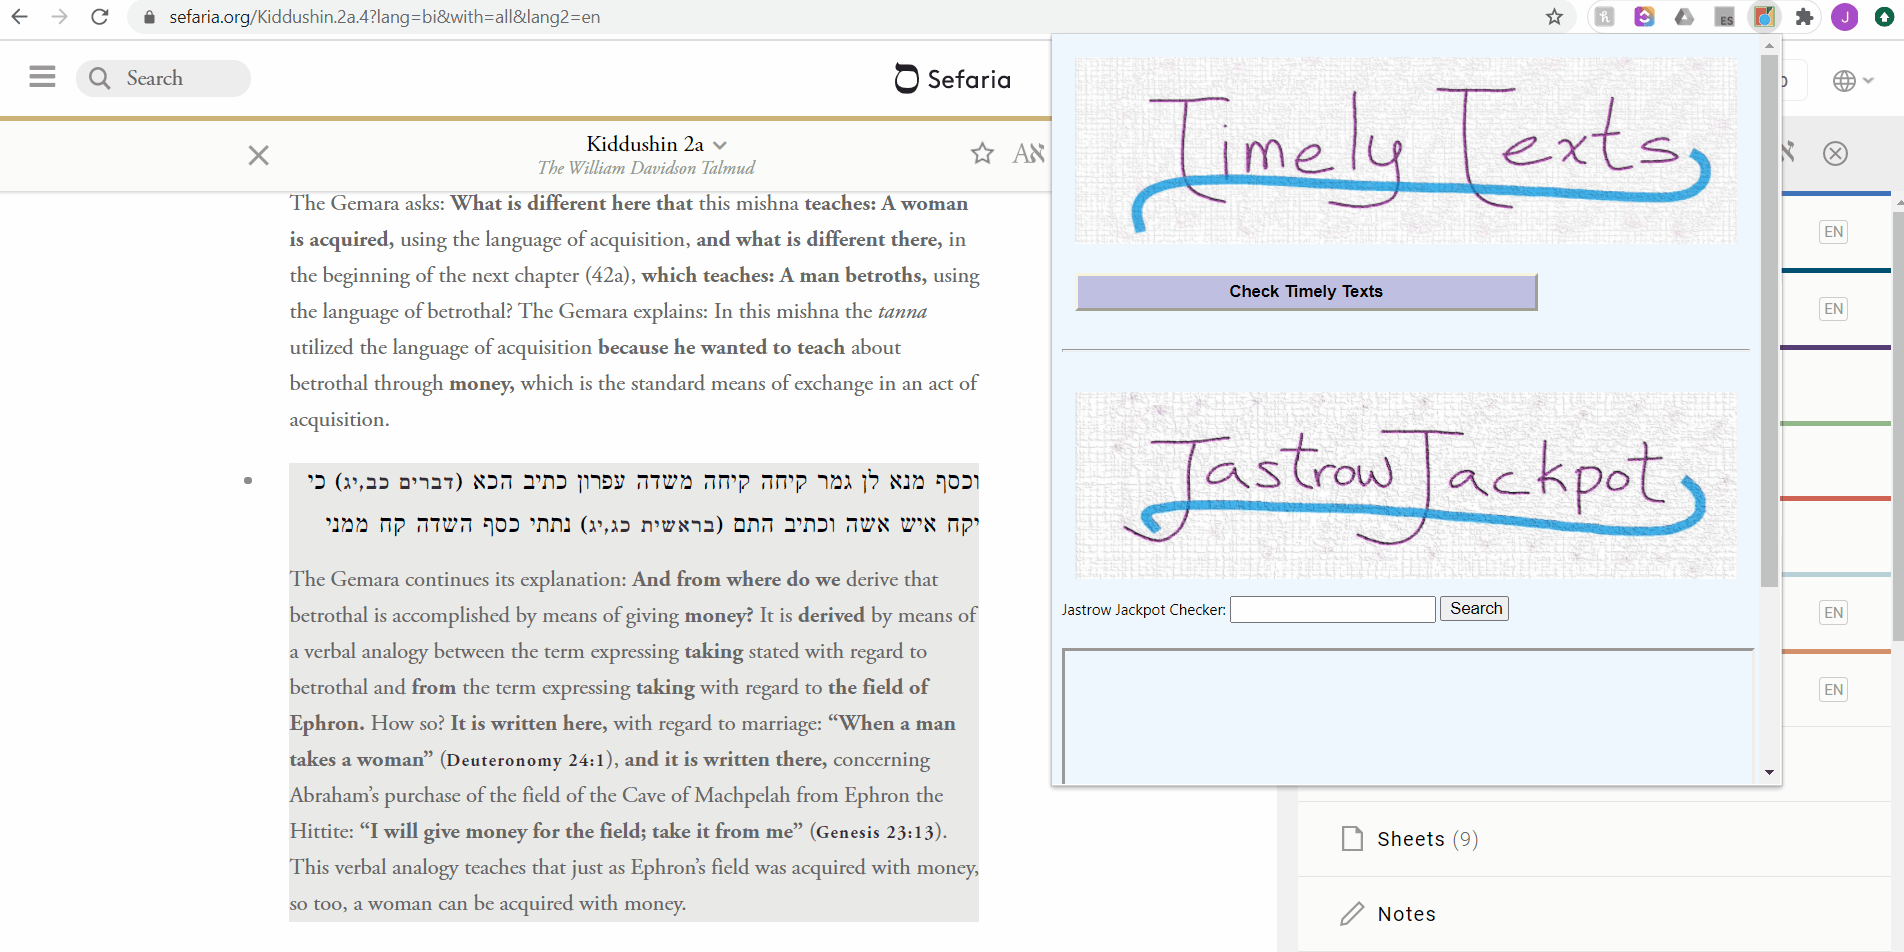 sefaria.org/Kiddushin.2a.4?lang=bi&with=all&lang2=en
ES
J
Search
Sefaria
Kiddushin 2a
The William Davidson Talmud
Aא
The Gemara asks: What is different here that this mishna teaches: A woman
is acquired, using the language of acquisition, and what is different there, in
the beginning of the next chapter (42a), which teaches: A man betroths, using
the language of betrothal? The Gemara explains: In this mishna the tanna
utilized the language of acquisition because he wanted to teach about
betrothal through money, which is the standard means of exchange in an act of
acquisition.
וכסף מנא לן גמר קיחה קיחה משדה עפרון כתיב הכא (דברים כב,יג) כי
יקח איש אשה וכתיב התם (בראשית כג,יג) נתתי כסף השדה קח ממני
The Gemara continues its explanation: And from where do we derive that
betrothal is accomplished by means of giving money? It is derived by means of
a verbal analogy between the term expressing taking stated with regard to
betrothal and from the term expressing taking with regard to the field of
Ephron. How so? It is written here, with regard to marriage: “When a man
takes a woman” (Deuteronomy 24:1), and it is written there, concerning
Abraham’s purchase of the field of the Cave of Machpelah from Ephron the
Hittite: “I will give money for the field; take it from me” (Genesis 23:13).
This verbal analogy teaches that just as Ephron’s field was acquired with money,
so too, a woman can be acquired with money.
Timely Texts
Check Timely Texts
Jastrow Jackpot
Jastrow Jackpot Checker:
Search
EN
EN
EN
EN
Sheets (9)
Notes